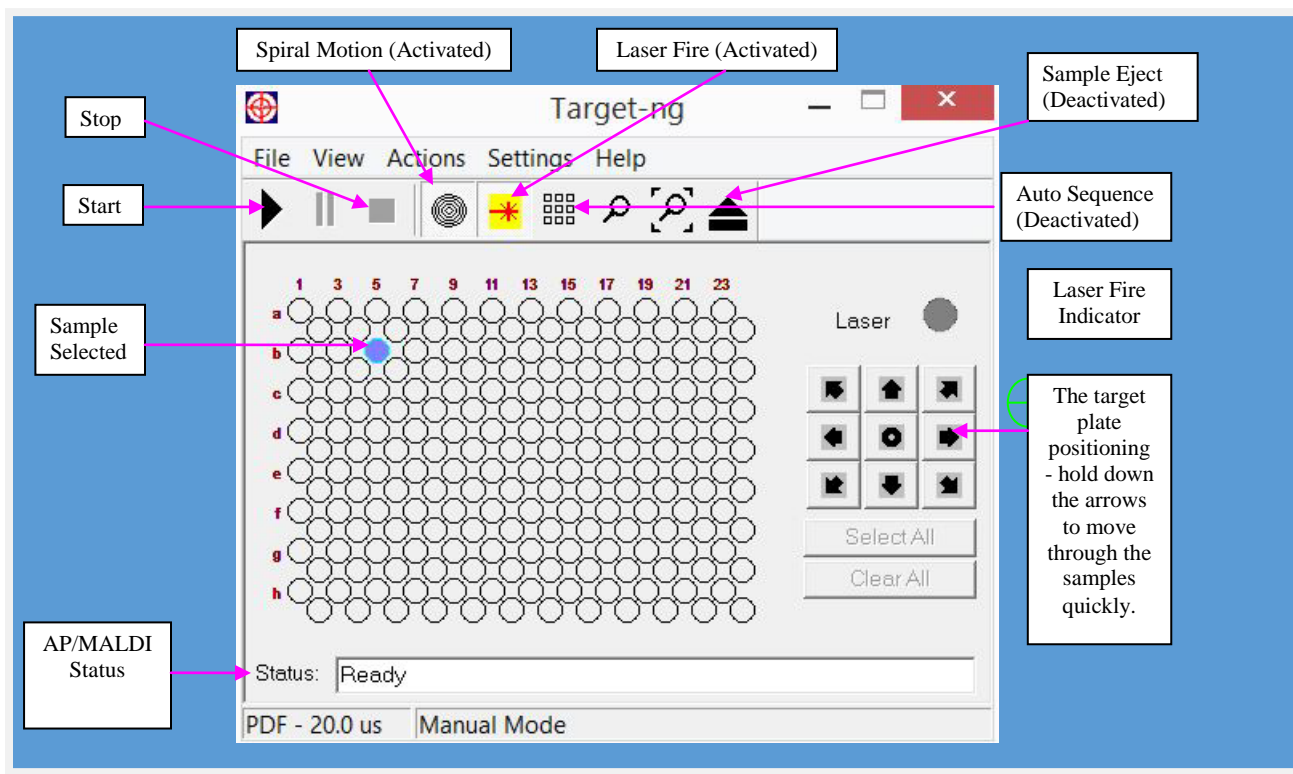 Spiral Motion (Activated)
Laser Fire (Activated)
Sample Eject
(Deactivated)
Stop
Target-ng
File View Actions Settings Help
Start
Auto Sequence
(Deactivated)
1 3 5 7 9 11 13 15 17 19 21 23
a
b
c
d
e
f
g
h
Sample
Selected
Laser
Laser Fire
Indicator
The target
plate
positioning
- hold down
the arrows
to move
through the
samples
quickly.
Select All
Clear All
AP/MALDI
Status
Status: Ready
PDF - 20.0 us Manual Mode